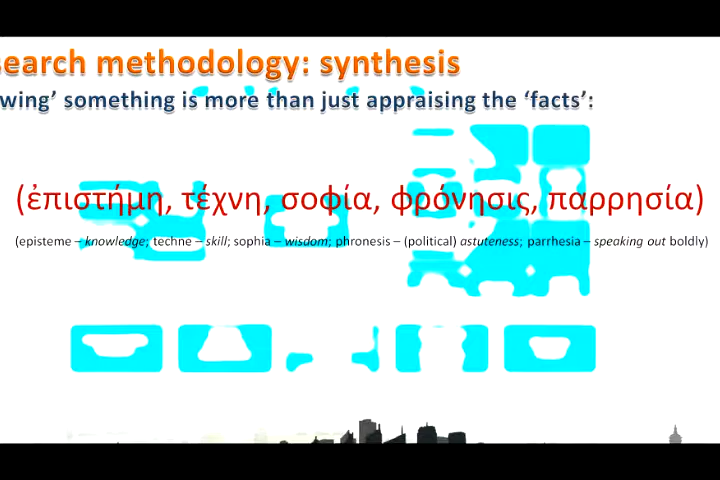 search methodology: synthesis
wing’ something is more than just appraising the ‘facts’:
(ἐπιστήμη, τέχνη, σοφία, φρόνησις, παρρησία)
(episteme – knowledge; techne – skill; sophia – wisdom; phronesis – (political) astuteness; parrhesia – speaking out boldly)